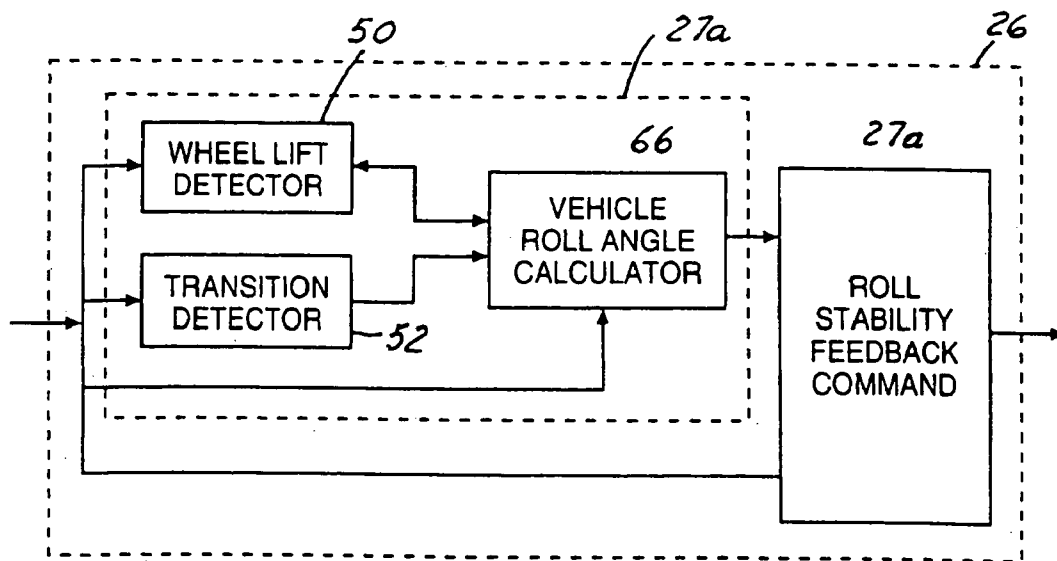 50
27a
26
WHEEL LIFT
DETECTOR
66
27a
VEHICLE
ROLL ANGLE
CALCULATOR
TRANSITION
DETECTOR
52
ROLL
STABILITY
FEEDBACK
COMMAND